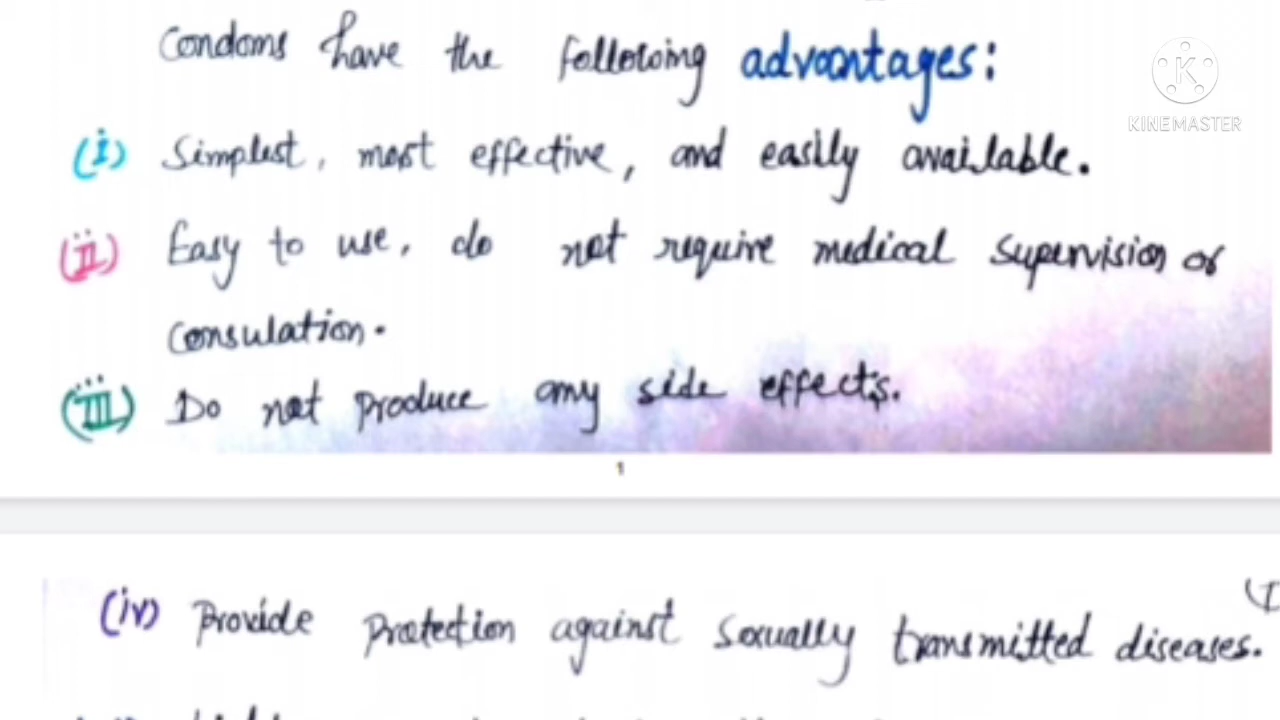 Condoms have the following advantages:
KINEMASTER
(i) Simplest, most effective, and easily available.
(ii) Easy to use, do not require medical supervision or
consulation.
(iii) Do not produce any side effects.
1
(iv) Provide protection against sexually transmitted diseases.